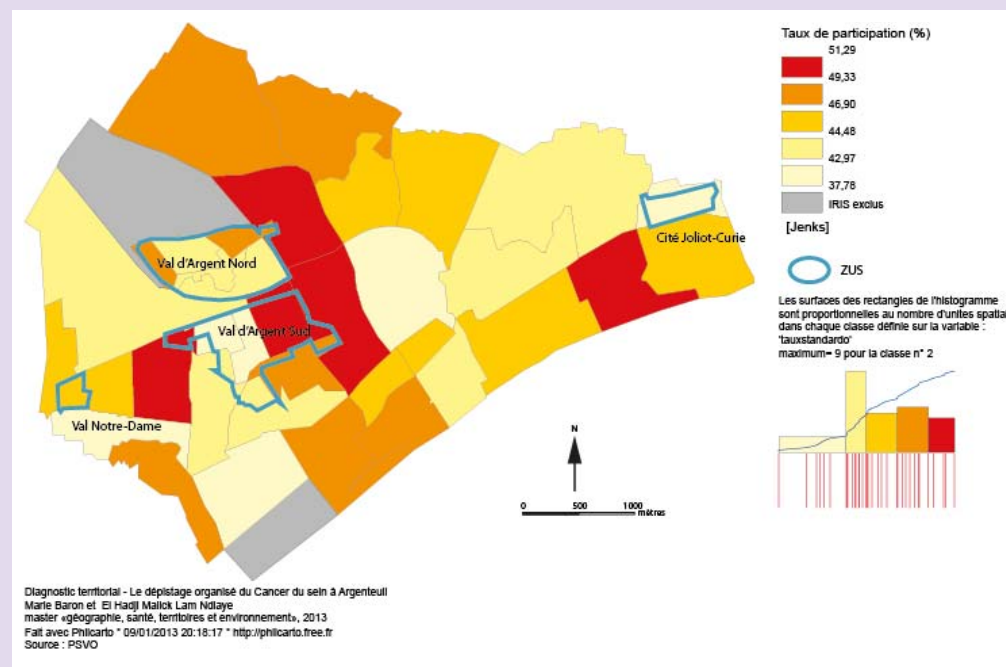 Taux de participation (%)
51,29
49,33
46,90
44,48
42,97
37,78
IRIS exclus
[Jenks]
ZUS
Les surfaces des rectangles de l'histogramme
sont proportionnelles au nombre d'unites spatial
dans chaque classe définie sur la variable :
'tauxstandardo'
maximum= 9 pour la classe n° 2
Cité Joliot-Curie
Val d'Argent Nord
Val d'Argent Sud
Val Notre-Dame
N
0 500 1000
mètres
Diagnostic territorial - Le dépistage organisé du Cancer du sein à Argenteuil
Marie Baron et El Hadji Malick Lam Ndiaye
master «géographie, santé, territoires et environnement», 2013
Fait avec Philcarto * 09/01/2013 20:18:17 * http://philcarto.free.fr
Source : PSVO